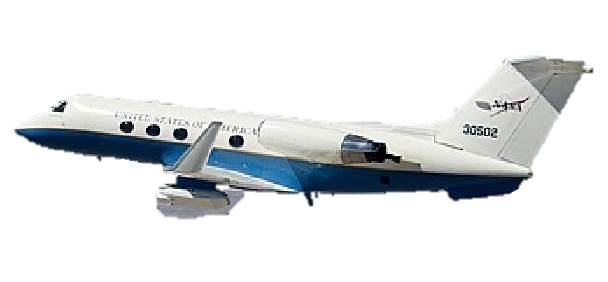 UNITED STATES OF AMERICA
NASA
30502